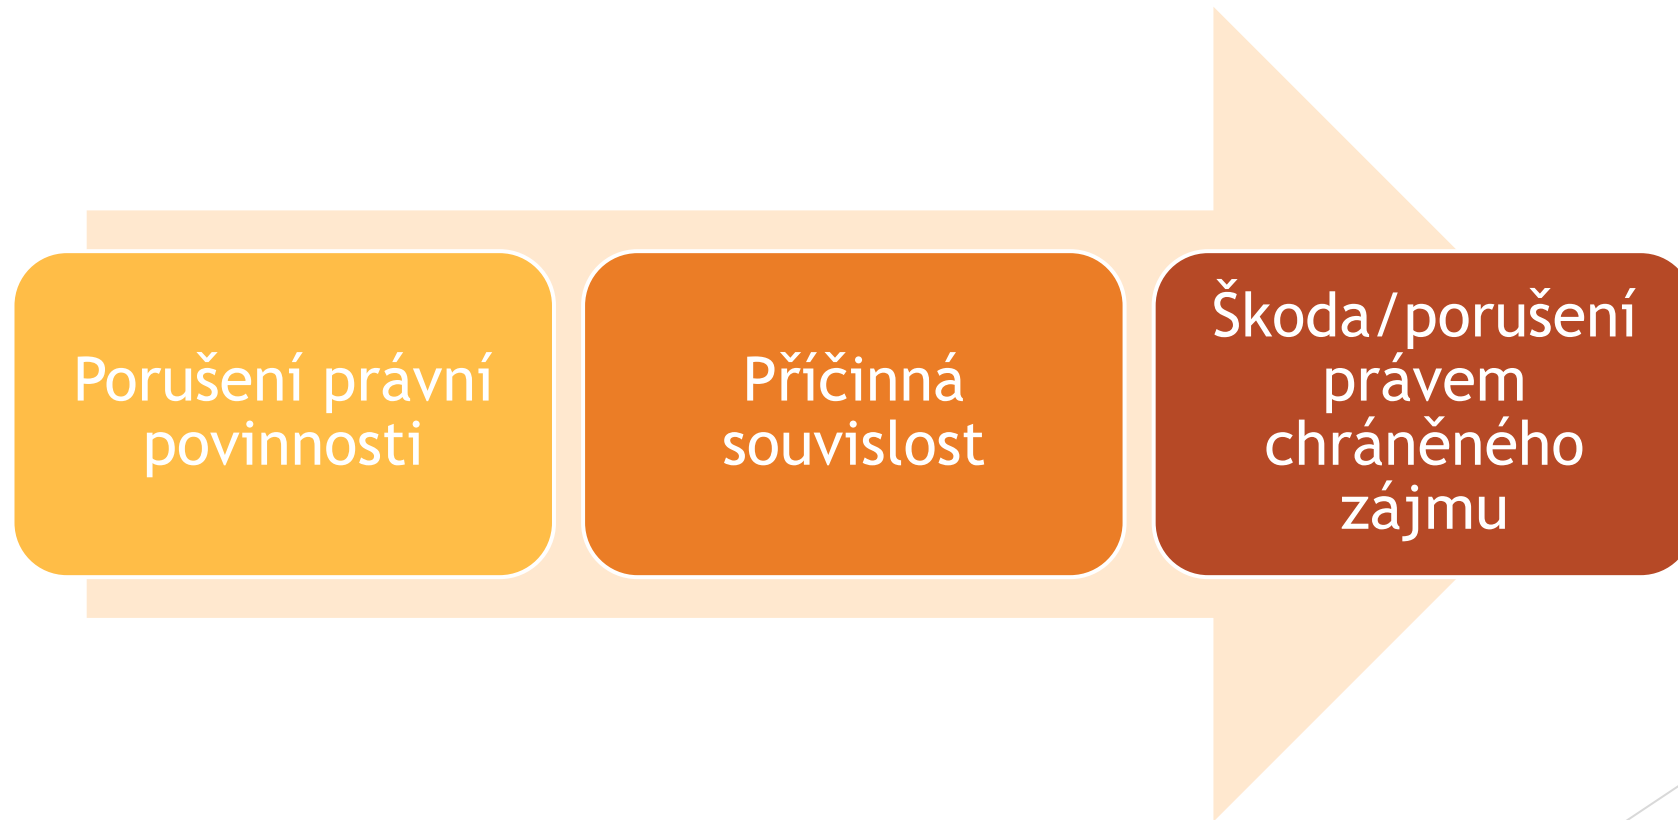 Porušení právní
povinnosti
Příčinná
souvislost
Škoda/porušení
právem
chráněného
zájmu